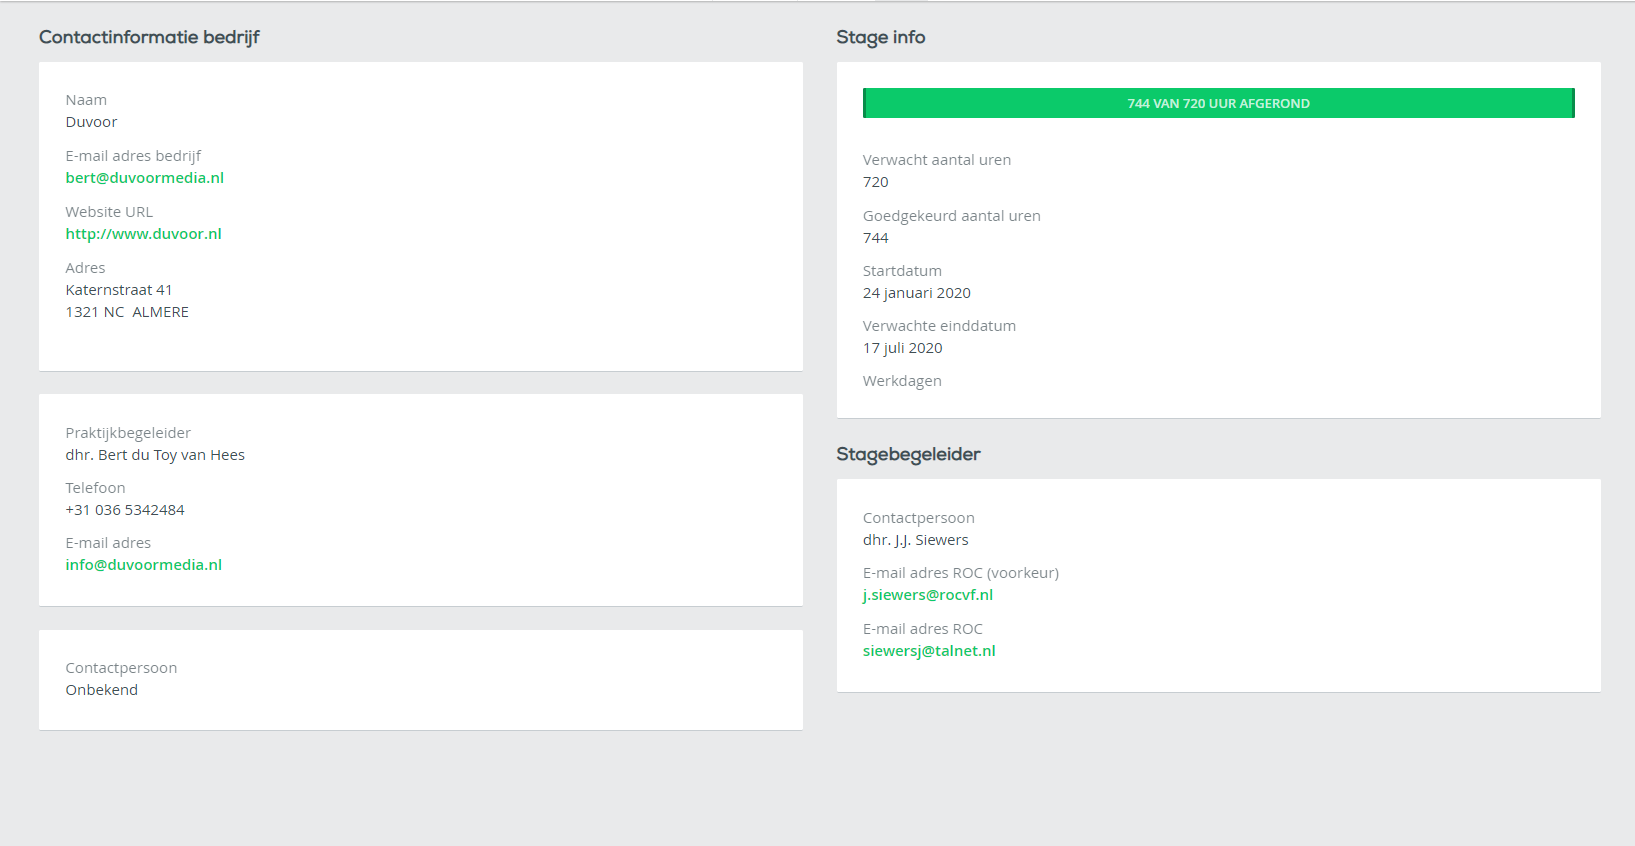 Contactinformatie bedrijf
Naam
Duvoor
E-mail adres bedrijf
bert@duvoormedia.nl
Website URL
http://www.duvoor.nl
Adres
Katernstraat 41
1321 NC  ALMERE
Praktijkbegeleider
dhr. Bert du Toy van Hees
Telefoon
+31 036 5342484
E-mail adres
info@duvoormedia.nl
Contactpersoon
Onbekend
Stage info
744 VAN 720 UUR AFGEROND
Verwacht aantal uren
720
Goedgekeurd aantal uren
744
Startdatum
24 januari 2020
Verwachte einddatum
17 juli 2020
Werkdagen
Stagebegeleider
Contactpersoon
dhr. J.J. Siewers
E-mail adres ROC (voorkeur)
j.siewers@rocvf.nl
E-mail adres ROC
siewersj@talnet.nl